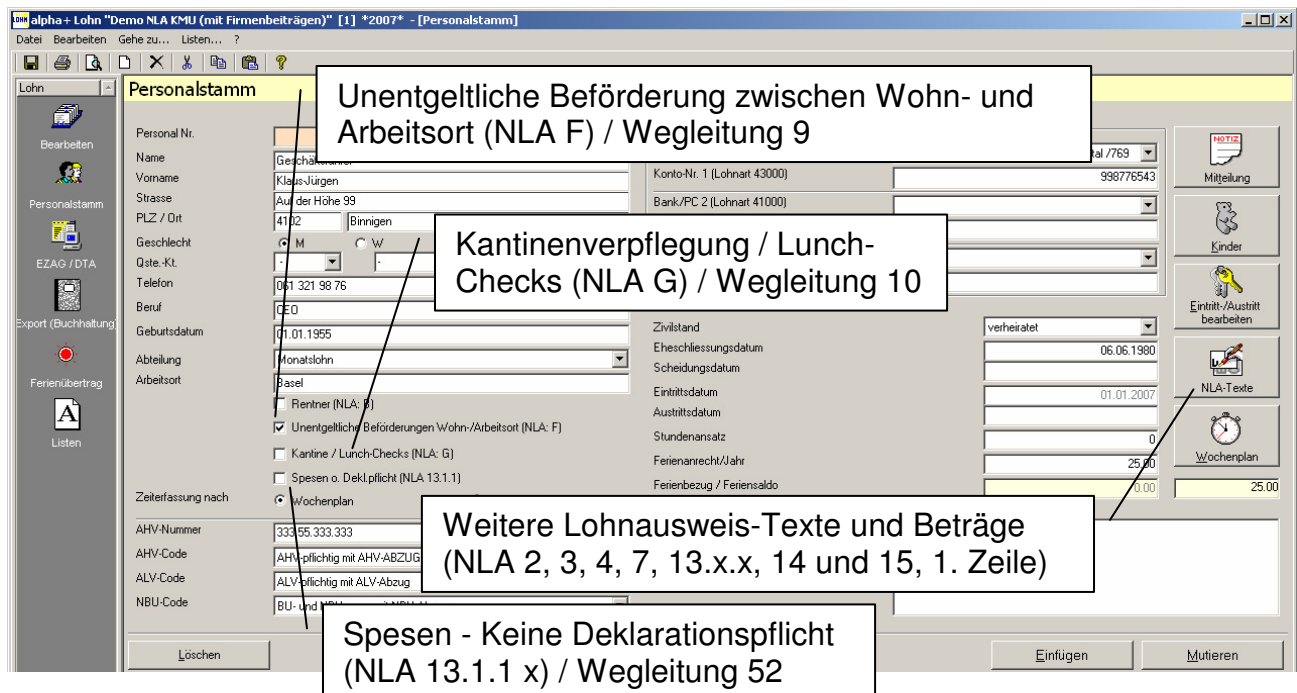 alpha+ Lohn "Demo NLA KMU (mit Firmenbeiträgen)" [1] *2007* - [Personalstamm]
Datei Bearbeiten Gehe zu... Listen... ?
Lohn
Personalstamm
Unentgeltliche Beförderung zwischen Wohn- und
Arbeitsort (NLA F) / Wegleitung 9
Bearbeiten
Personalstamm
EZAG / DTA
Export (Buchhaltung)
Ferienübertrag
Listen
Personal Nr.
Name
Vorname Klaus-Jürgen
Strasse Auf der Höhe 99
PLZ / Ort 4102 Binnigen
Geschlecht M W
Qste.-Kt. - -
Telefon 061 321 98 76
Beruf CEO
Geburtsdatum 01.01.1955
Abteilung Monatslohn
Arbeitsort Basel
Rentner (NLA: B)
Unentgeltliche Beförderungen Wohn-/Arbeitsort (NLA: F)
Kantine / Lunch-Checks (NLA: G)
Spesen o. Dekl.pflicht (NLA 13.1.1)
Zeiterfassung nach Wochenplan
AHV-Nummer 333.55.333.333
AHV-Code AHV-pflichtig mit AHV-ABZUG
ALV-Code ALV-pflichtig mit ALV-Abzug
NBU-Code BU- und
/769
Konto-Nr. 1 (Lohnart 43000) 998776543
Bank/PC 2 (Lohnart 41000)
Kantinenverpflegung / Lunch-
Checks (NLA G) / Wegleitung 10
Zivilstand verheiratet
Eheschliessungsdatum 06.06.1980
Scheidungsdatum
Eintrittsdatum 01.01.2007
Austrittsdatum
Stundenansatz 0
Ferienanrecht/Jahr 25.00
Ferienbezug / Feriensaldo 0.00 25.00
NOTIZ
Mitteilung
Kinder
Eintritt-/Austritt
bearbeiten
NLA-Texte
Wochenplan
Weitere Lohnausweis-Texte und Beträge
(NLA 2, 3, 4, 7, 13.x.x, 14 und 15, 1. Zeile)
Spesen - Keine Deklarationspflicht
(NLA 13.1.1 x) / Wegleitung 52
Löschen Einfügen Mutieren